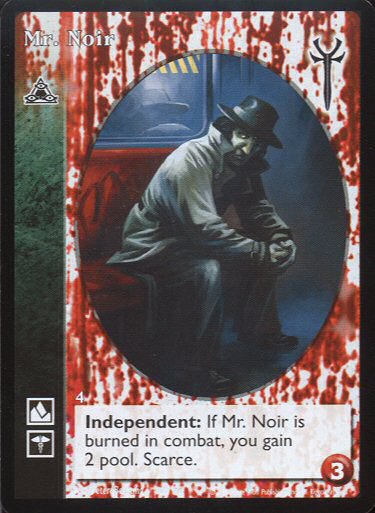 Mr. Noir
4
Independent: If Mr. Noir is
burned in combat, you gain
2 pool. Scarce.
3